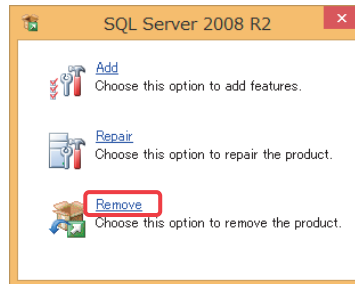 SQL Server 2008 R2
Add
Choose this option to add features.
Repair
Choose this option to repair the product.
Remove
Choose this option to remove the product.